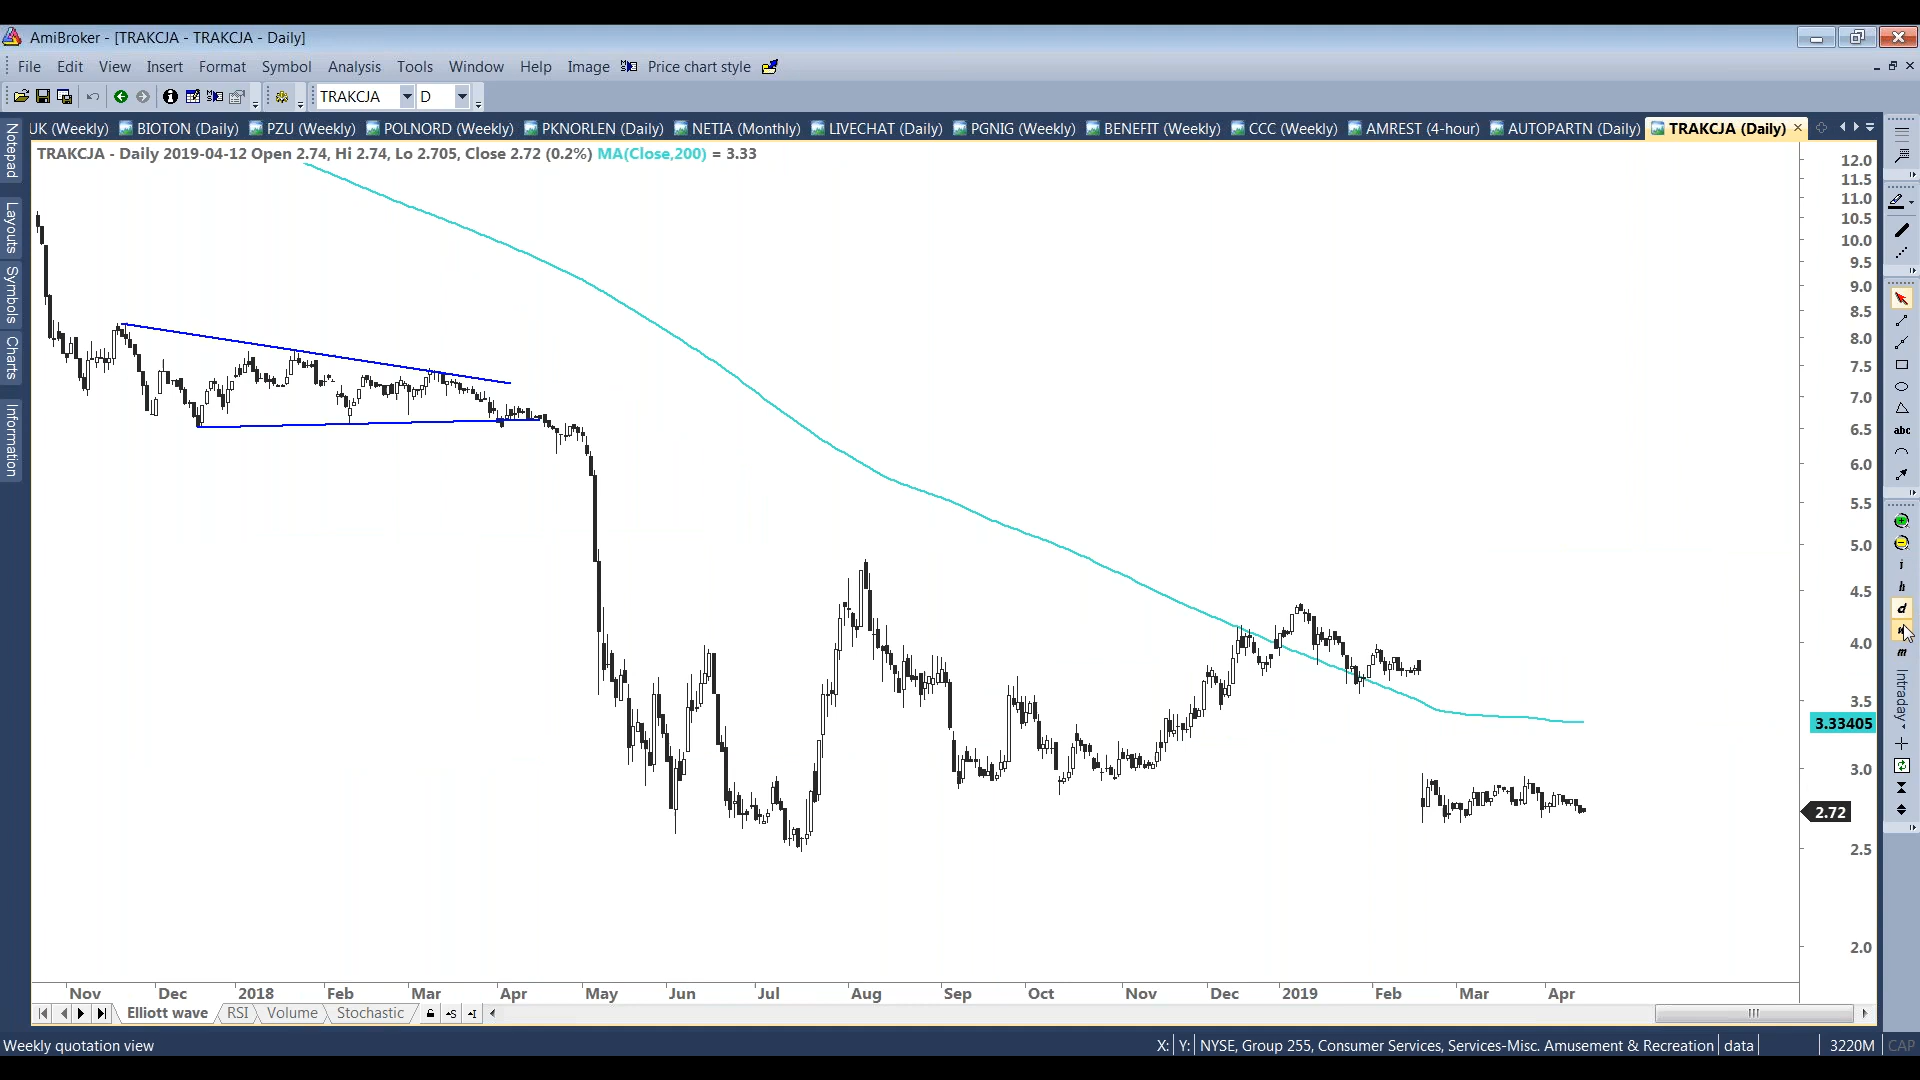 AmiBroker - [TRAKCJA - TRAKCJA - Daily]
File Edit View Insert Format Symbol Analysis Tools Window Help Image Price chart style
TRAKCJA D
UK (Weekly) BIOTON (Daily) PZU (Weekly) POLNORD (Weekly) PKNORLEN (Daily) NETIA (Monthly) LIVECHAT (Daily) PGNIG (Weekly) BENEFIT (Weekly) CCC (Weekly) AMREST (4-hour) AUTOPARTN (Daily) TRAKCJA (Daily)
TRAKCJA - Daily 2019-04-12 Open 2.74, Hi 2.74, Lo 2.705, Close 2.72 (0.2%) MA(Close,200) = 3.33
Notepad
Layouts
Symbols
Charts
Information
12.0
11.5
11.0
10.5
10.0
9.5
9.0
8.5
8.0
7.5
7.0
6.5
6.0
5.5
5.0
4.5
4.0
3.5
3.33405
3.0
2.72
2.5
2.0
abc
i
h
d
m
Intraday
Nov Dec 2018 Feb Mar Apr May Jun Jul Aug Sep Oct Nov Dec 2019 Feb Mar Apr
Elliott wave RSI Volume Stochastic
Weekly quotation view X: Y: NYSE, Group 255, Consumer Services, Services-Misc. Amusement & Recreation data 3220M CAP